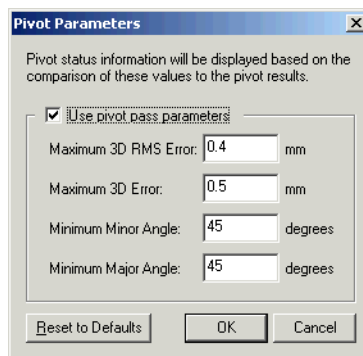 Pivot Parameters
Pivot status information will be displayed based on the
comparison of these values to the pivot results.
Use pivot pass parameters
Maximum 3D RMS Error: 0.4 mm
Maximum 3D Error: 0.5 mm
Minimum Minor Angle: 45 degrees
Minimum Major Angle: 45 degrees
Reset to Defaults OK Cancel